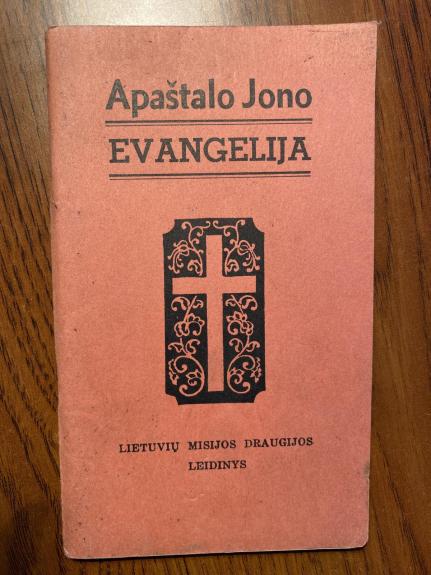 Apaštalo Jono
EVANGELIJA
LIETUVIŲ MISIJOS DRAUGIJOS
LEIDINYS